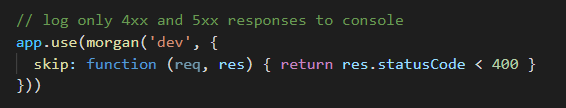 // log only 4xx and 5xx responses to console
app.use(morgan('dev', {
  skip: function (req, res) { return res.statusCode < 400 }
}))